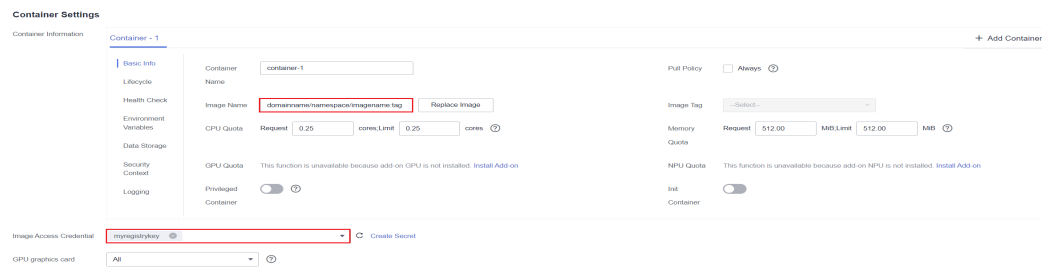 Container Settings
Container Information
Container - 1
+ Add Container
Basic Info
Lifecycle
Health Check
Environment
Variables
Data Storage
Security
Context
Logging
Container
Name
container-1
Pull Policy
Always
Image Name
domainname/namespace/imagename:tag
Replace Image
Image Tag
--Select--
CPU Quota
Request 0.25 cores;Limit 0.25 cores
Memory
Quota
Request 512.00 MiB;Limit 512.00 MiB
GPU Quota
This function is unavailable because add-on GPU is not installed. Install Add-on
NPU Quota
This function is unavailable because add-on NPU is not installed. Install Add-on
Privileged
Container
Init
Container
Image Access Credential
myregistrykey
Create Secret
GPU graphics card
All